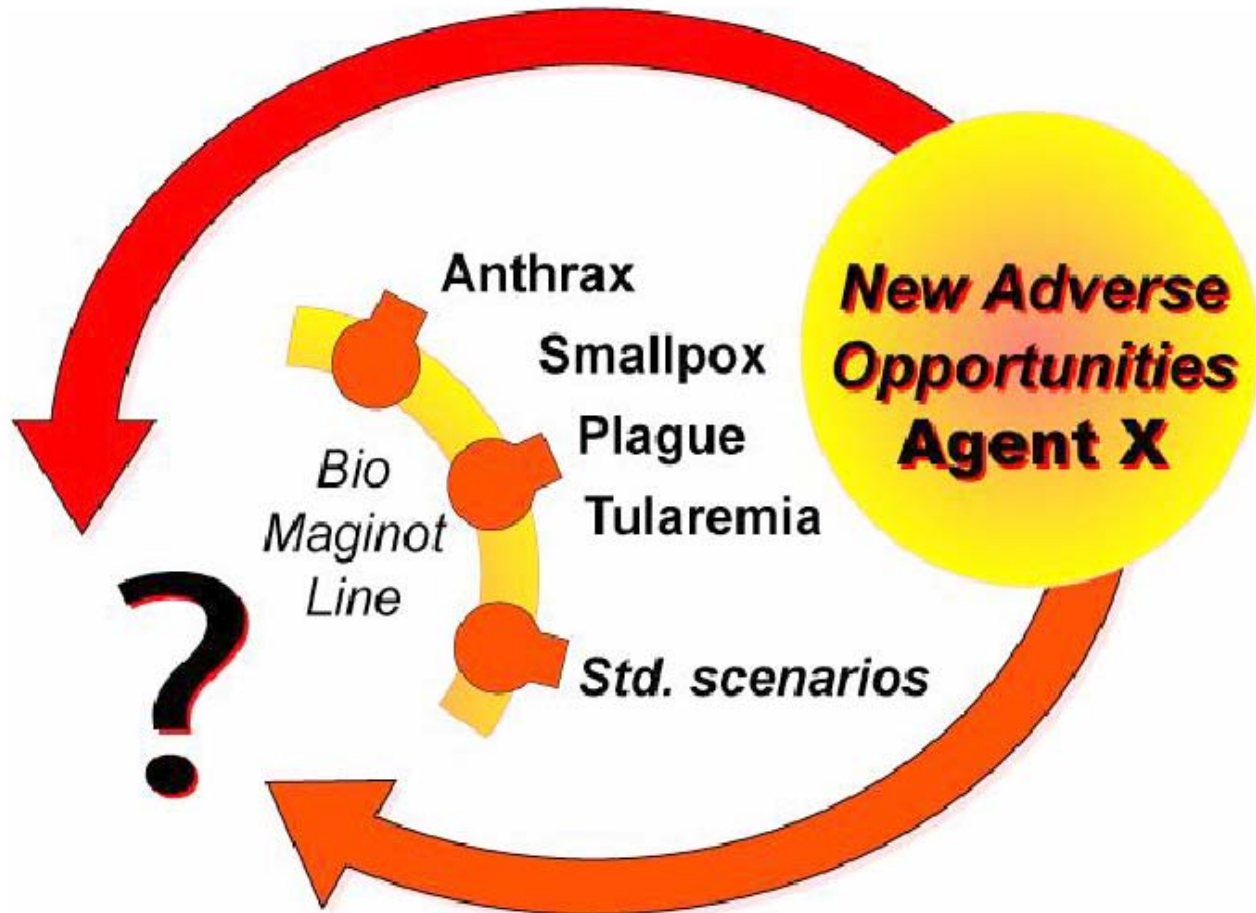 Anthrax
Smallpox
Plague
Tularemia
Std. scenarios
Bio
Maginot
Line
New Adverse
Opportunities
Agent X
?